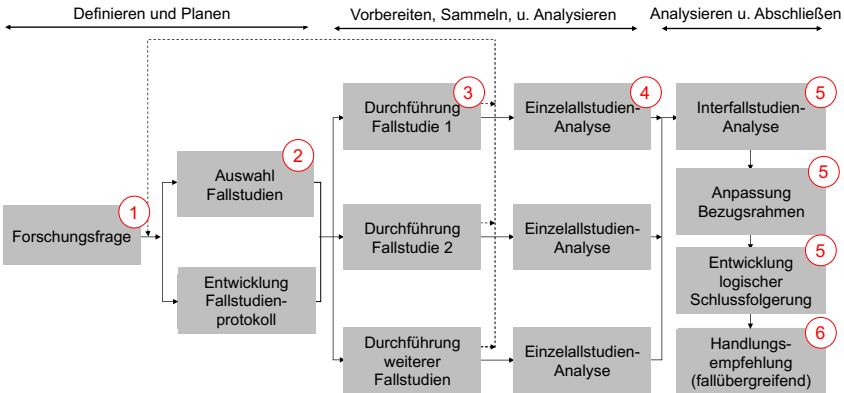 Definieren und Planen
Vorbereiten, Sammeln, u. Analysieren
Analysieren u. Abschließen
1
Forschungsfrage
2
Auswahl
Fallstudien
Entwicklung
Fallstudien-
protokoll
3
Durchführung
Fallstudie 1
Durchführung
Fallstudie 2
Durchführung
weiterer
Fallstudien
4
Einzelallstudien-
Analyse
Einzelallstudien-
Analyse
Einzelallstudien-
Analyse
5
Interfallstudien-
Analyse
5
Anpassung
Bezugsrahmen
5
Entwicklung
logischer
Schlussfolgerung
6
Handlungs-
empfehlung
(fallübergreifend)